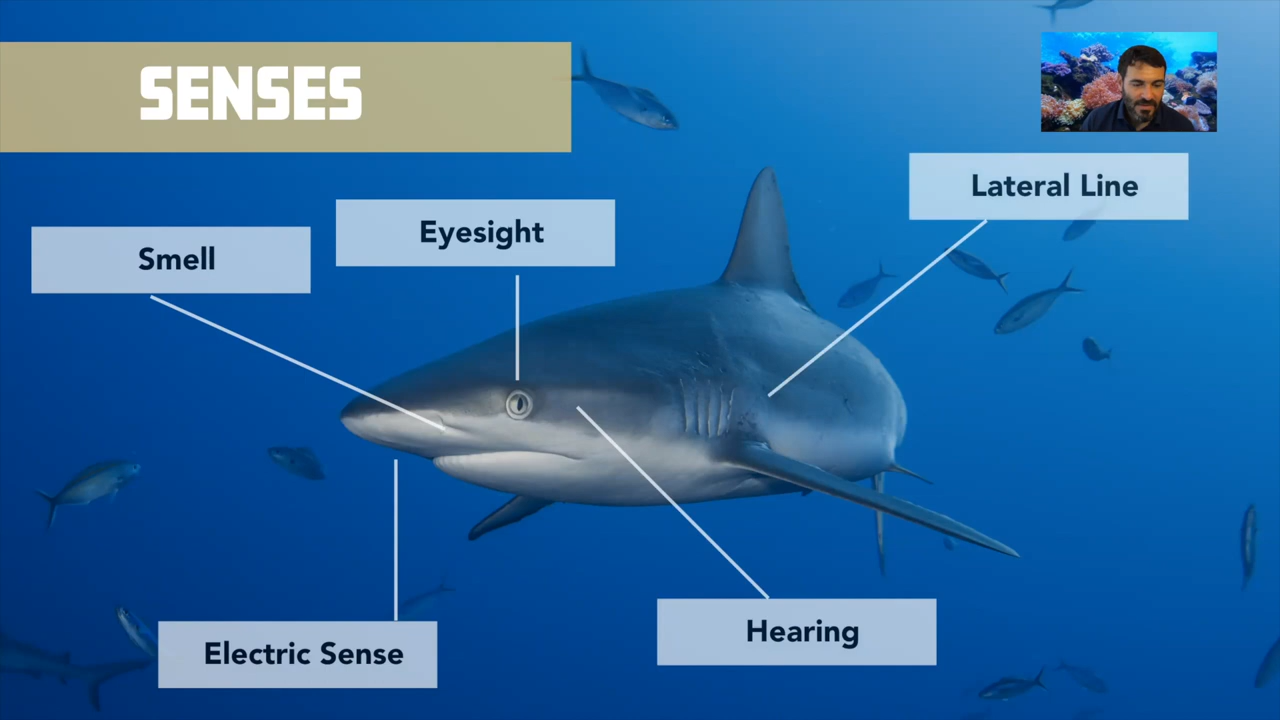 SENSES
Lateral Line
Eyesight
Smell
Hearing
Electric Sense